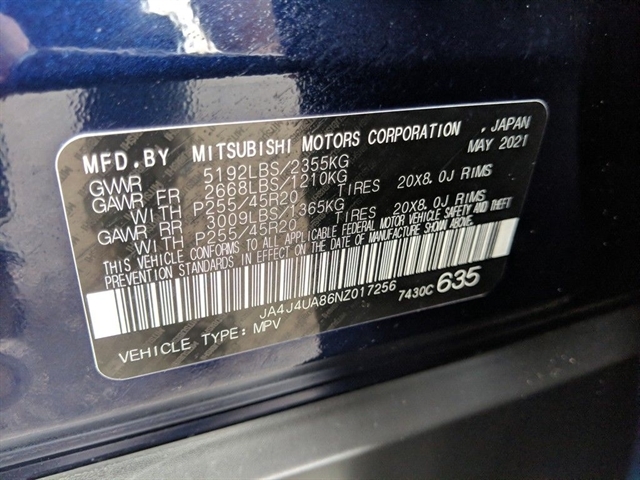 MFD.BY MITSUBISHI MOTORS CORPORATION , JAPAN
GVWR 5192LBS/2355KG MAY 2021
GAWR FR 2668LBS/1210KG
WITH P255/45R20 TIRES 20X8.0J RIMS
GAWR RR 3009LBS/1365KG
WITH P255/45R20 TIRES 20X8.0J RIMS
THIS VEHICLE CONFORMS TO ALL APPLICABLE FEDERAL MOTOR VEHICLE SAFETY AND THEFT
PREVENTION STANDARDS IN EFFECT ON THE DATE OF MANUFACTURE SHOWN ABOVE.
JA4J4UA86NZ017256 7430C 635
VEHICLE TYPE: MPV